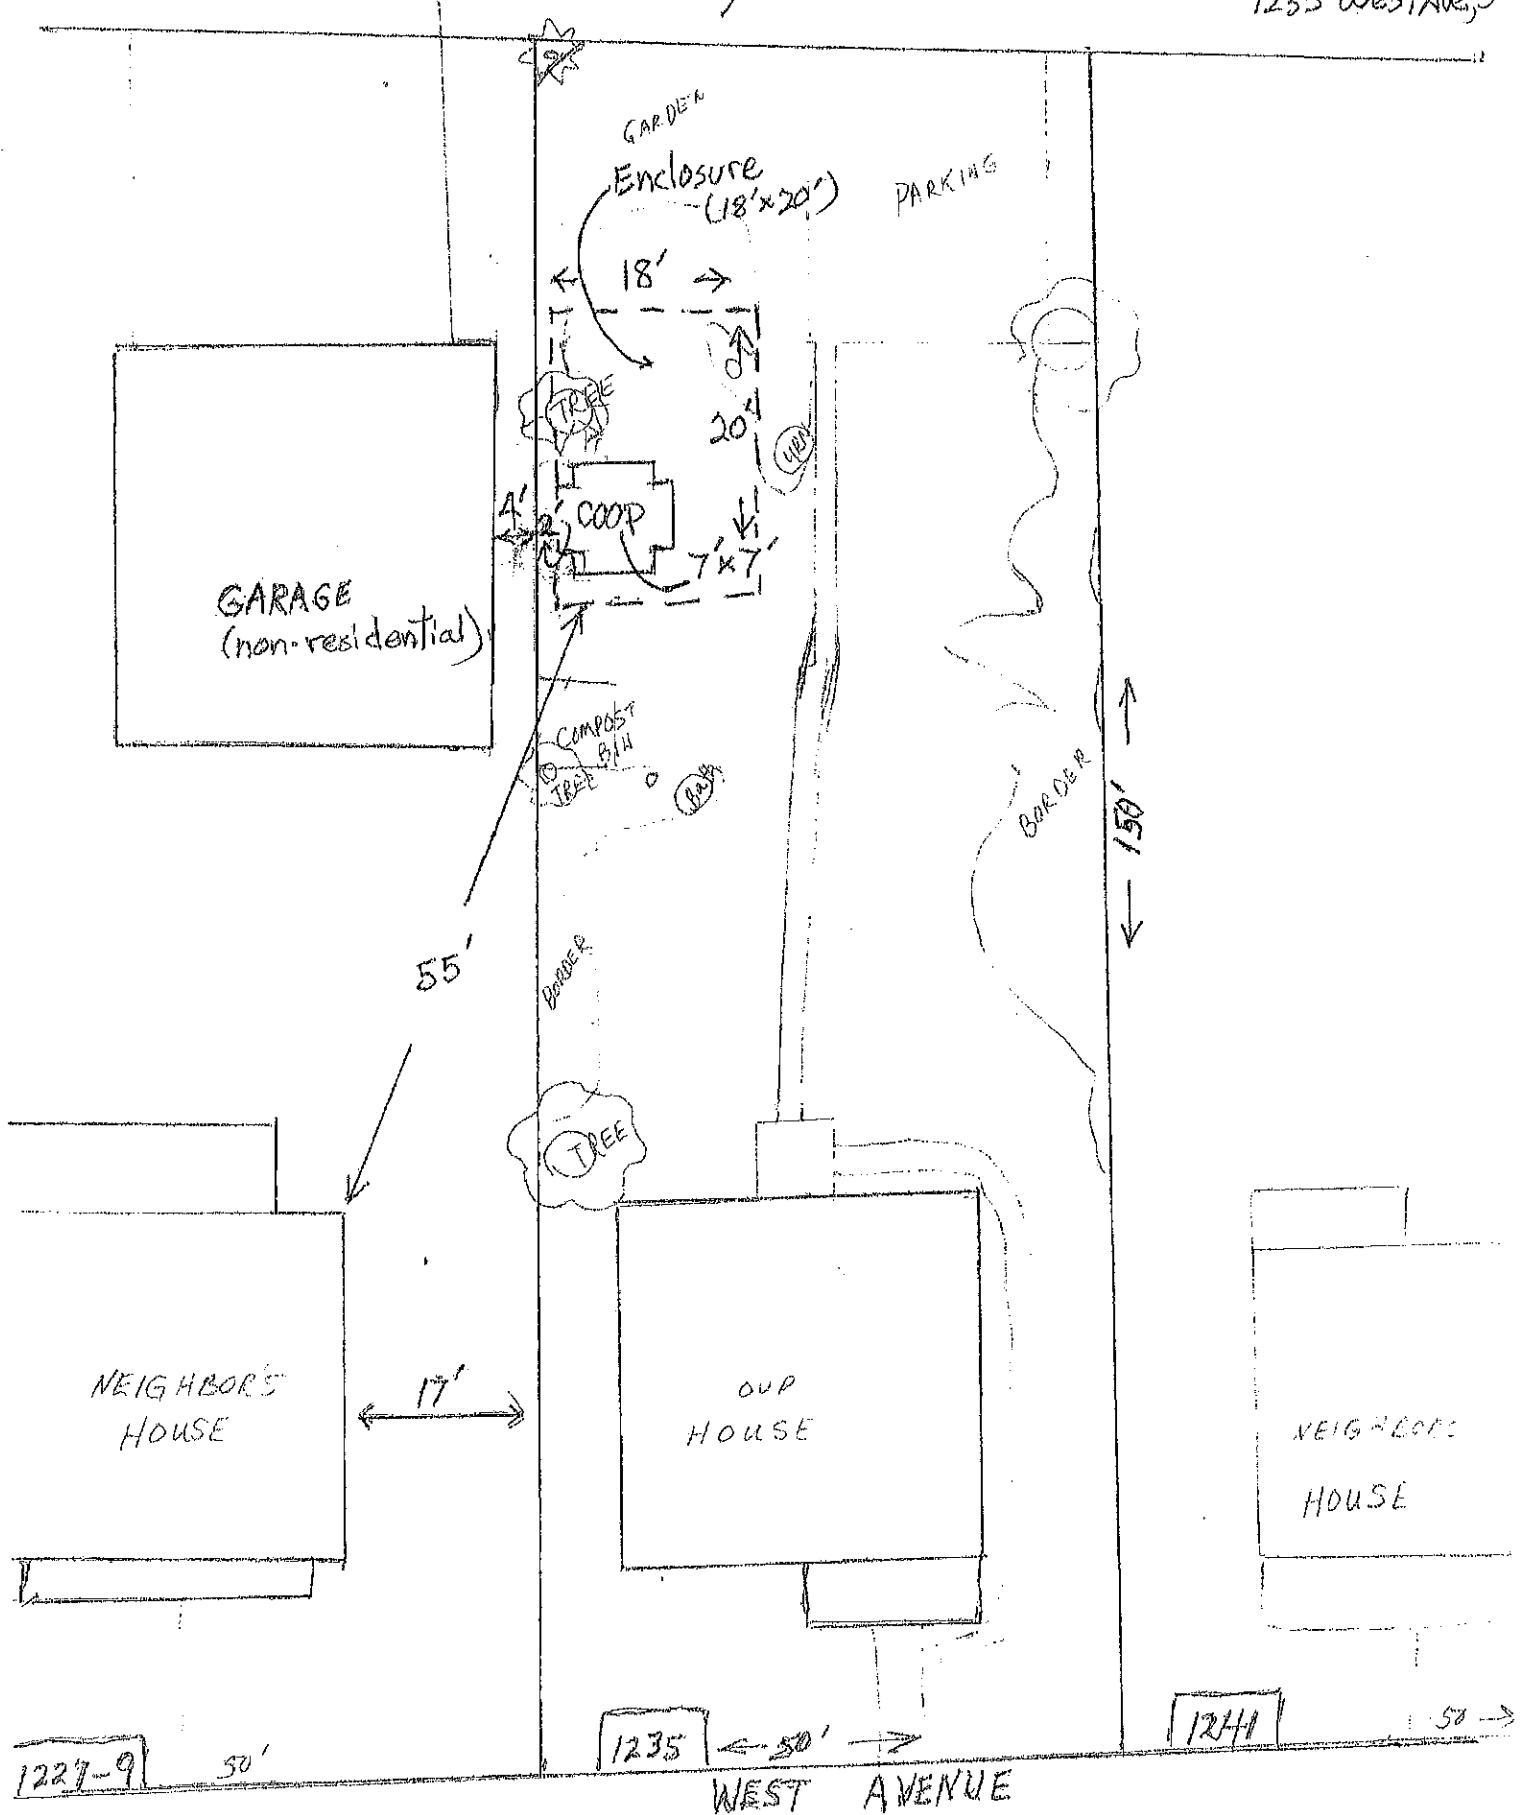 1235 West Ave,
GARDEN
Enclosure
(18'x20')
PARKING
18'
TREE
20'
URN
4'
2'
COOP
7'x7'
GARAGE
(non-residential)
COMPOST
BIN
TREE
BORDER
150'
55'
BORDER
TREE
NEIGHBOR'S
HOUSE
17'
OUR
HOUSE
NEIGHBORS
HOUSE
1227-9
50'
1235
50'
1241
50
WEST AVENUE